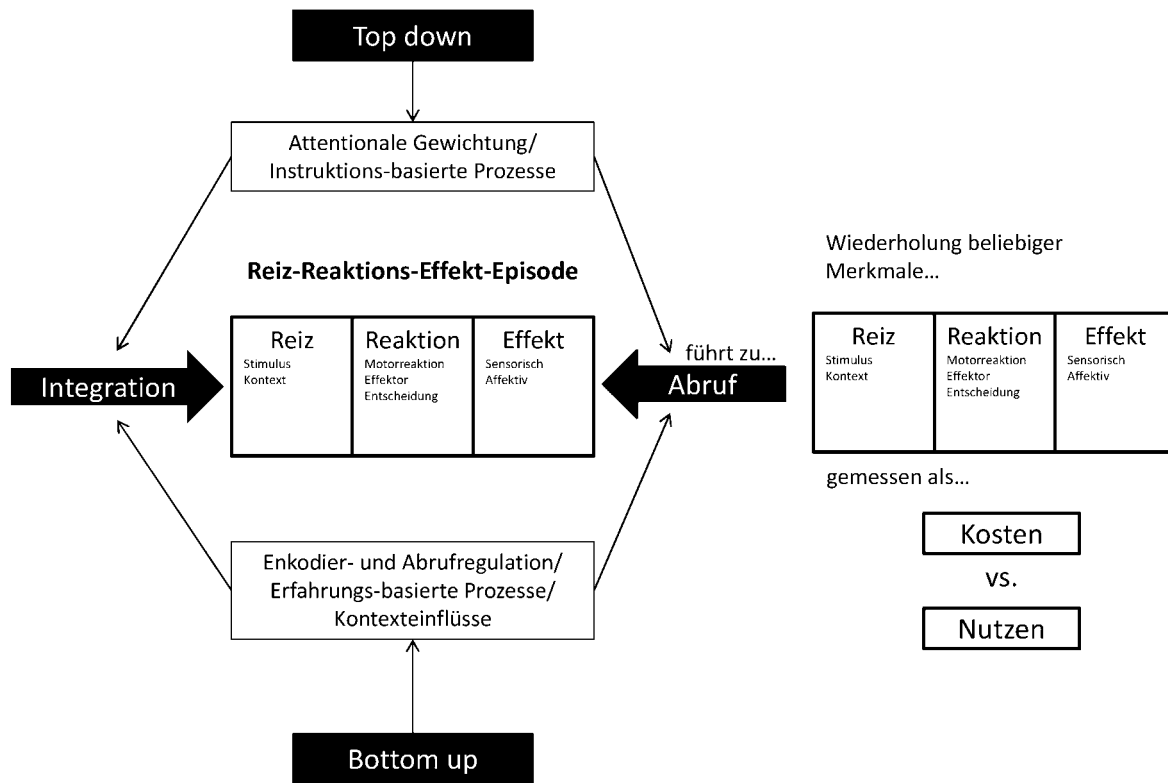 Top down
Attentionale Gewichtung/
Instruktions-basierte Prozesse
Reiz-Reaktions-Effekt-Episode
Integration
Reiz
Stimulus
Kontext
Reaktion
Motorreaktion
Effektor
Entscheidung
Effekt
Sensorisch
Affektiv
führt zu...
Abruf
Wiederholung beliebiger
Merkmale...
Reiz
Stimulus
Kontext
Reaktion
Motorreaktion
Effektor
Entscheidung
Effekt
Sensorisch
Affektiv
gemessen als...
Kosten
vs.
Nutzen
Enkodier- und Abrufregulation/
Erfahrungs-basierte Prozesse/
Kontexteinflüsse
Bottom up